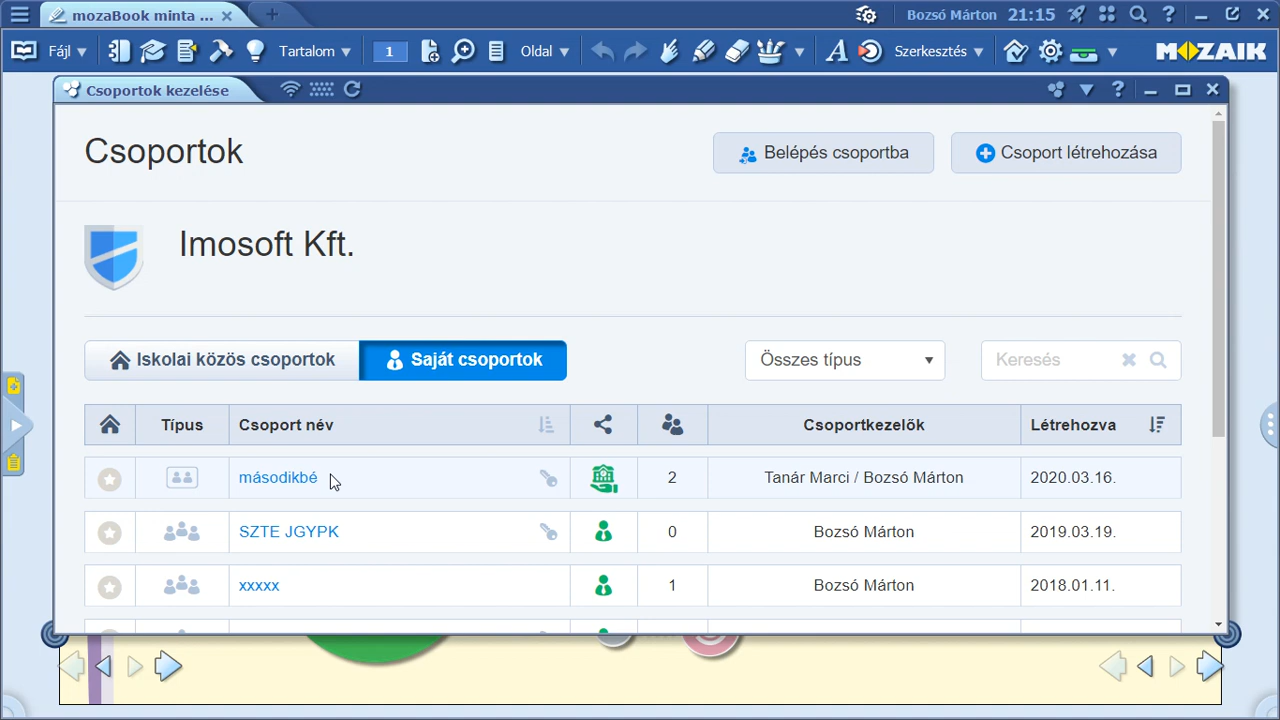 mozaBook minta ...
Bozsó Márton 21:15
Fájl
Tartalom
1
Oldal
Szerkesztés
MOZAIK
Csoportok kezelése
Csoportok
Belépés csoportba
Csoport létrehozása
Imosoft Kft.
Iskolai közös csoportok
Saját csoportok
Összes típus
Keresés
Típus
Csoport név
Csoportkezelők
Létrehozva
másodikbé
2
Tanár Marci / Bozsó Márton
2020.03.16.
SZTE JGYPK
0
Bozsó Márton
2019.03.19.
xxxxx
1
Bozsó Márton
2018.01.11.